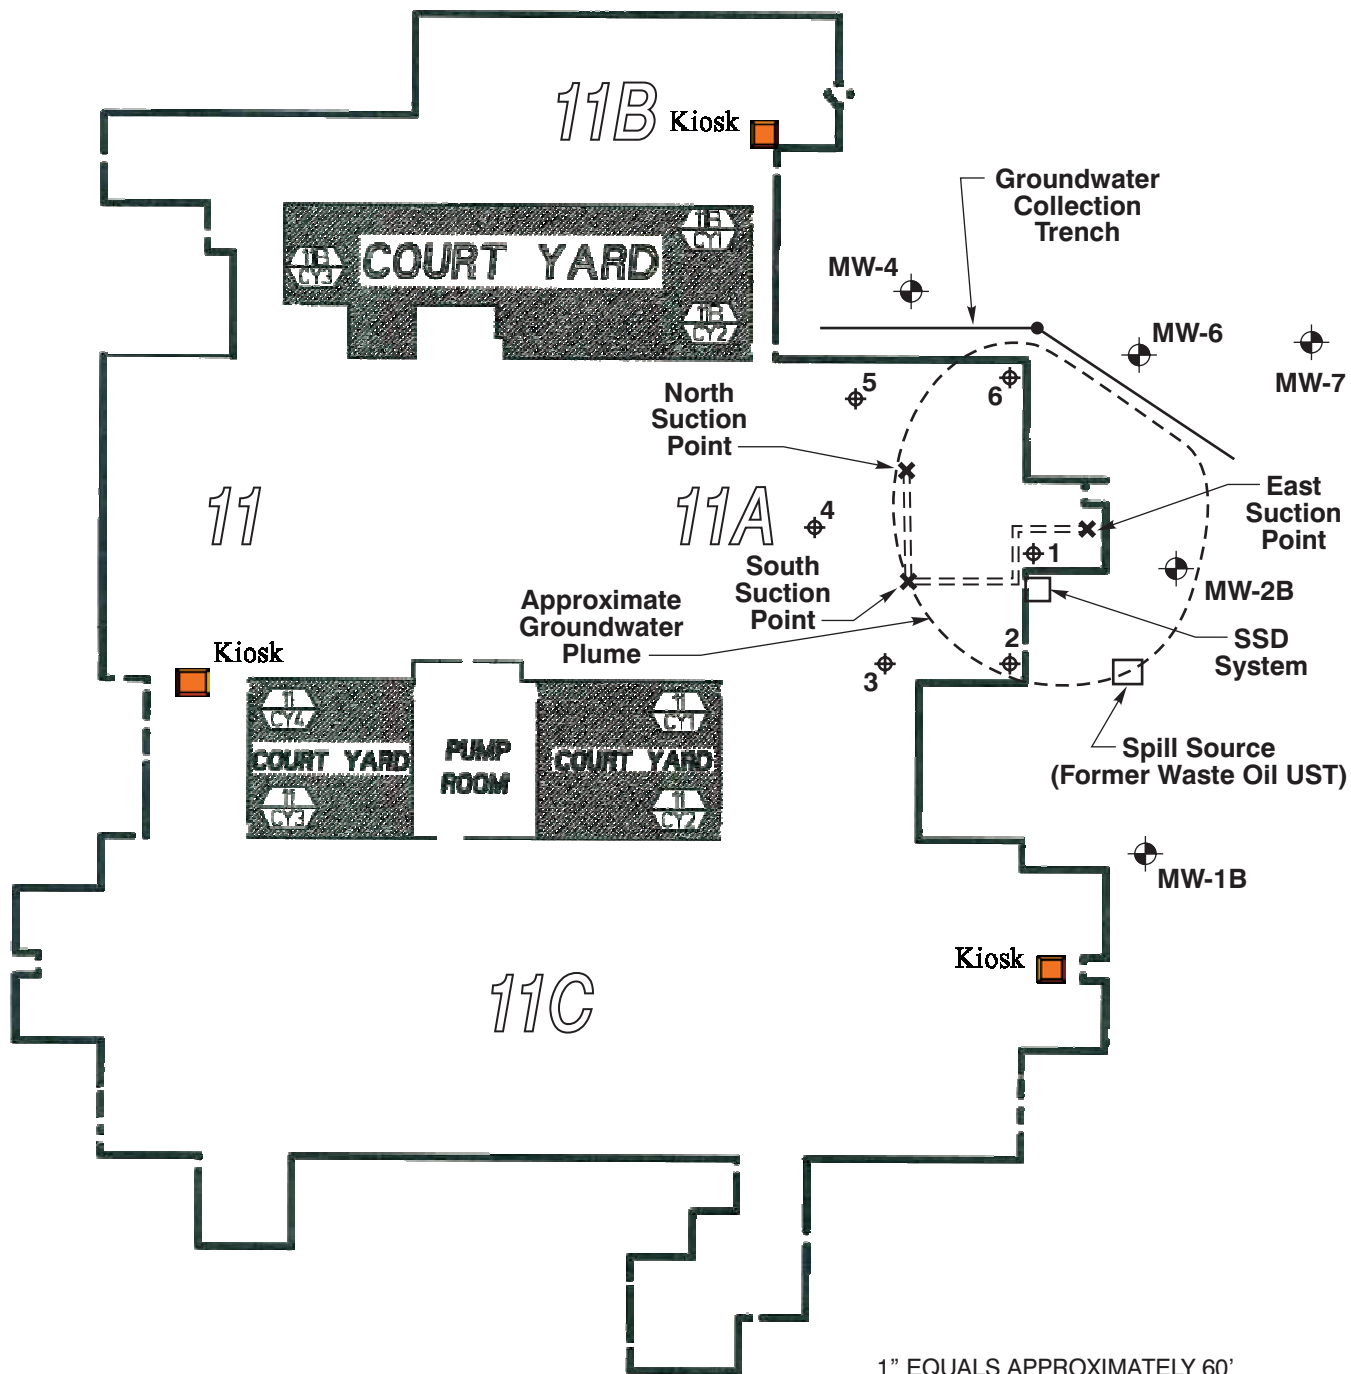 11B
Kiosk
Groundwater
Collection
Trench
11B
CY1
11B
CY3
COURT YARD
11B
CY2
MW-4
MW-6
MW-7
5
6
North
Suction
Point
11
11A
4
East
Suction
Point
1
South
Suction
Point
MW-2B
Approximate
Groundwater
Plume
2
SSD
System
3
Kiosk
11
CY4
11
CY1
COURT YARD
PUMP
ROOM
COURT YARD
11
CY3
11
CY2
Spill Source
(Former Waste Oil UST)
MW-1B
Kiosk
11C
1” EQUALS APPROXIMATELY 60’